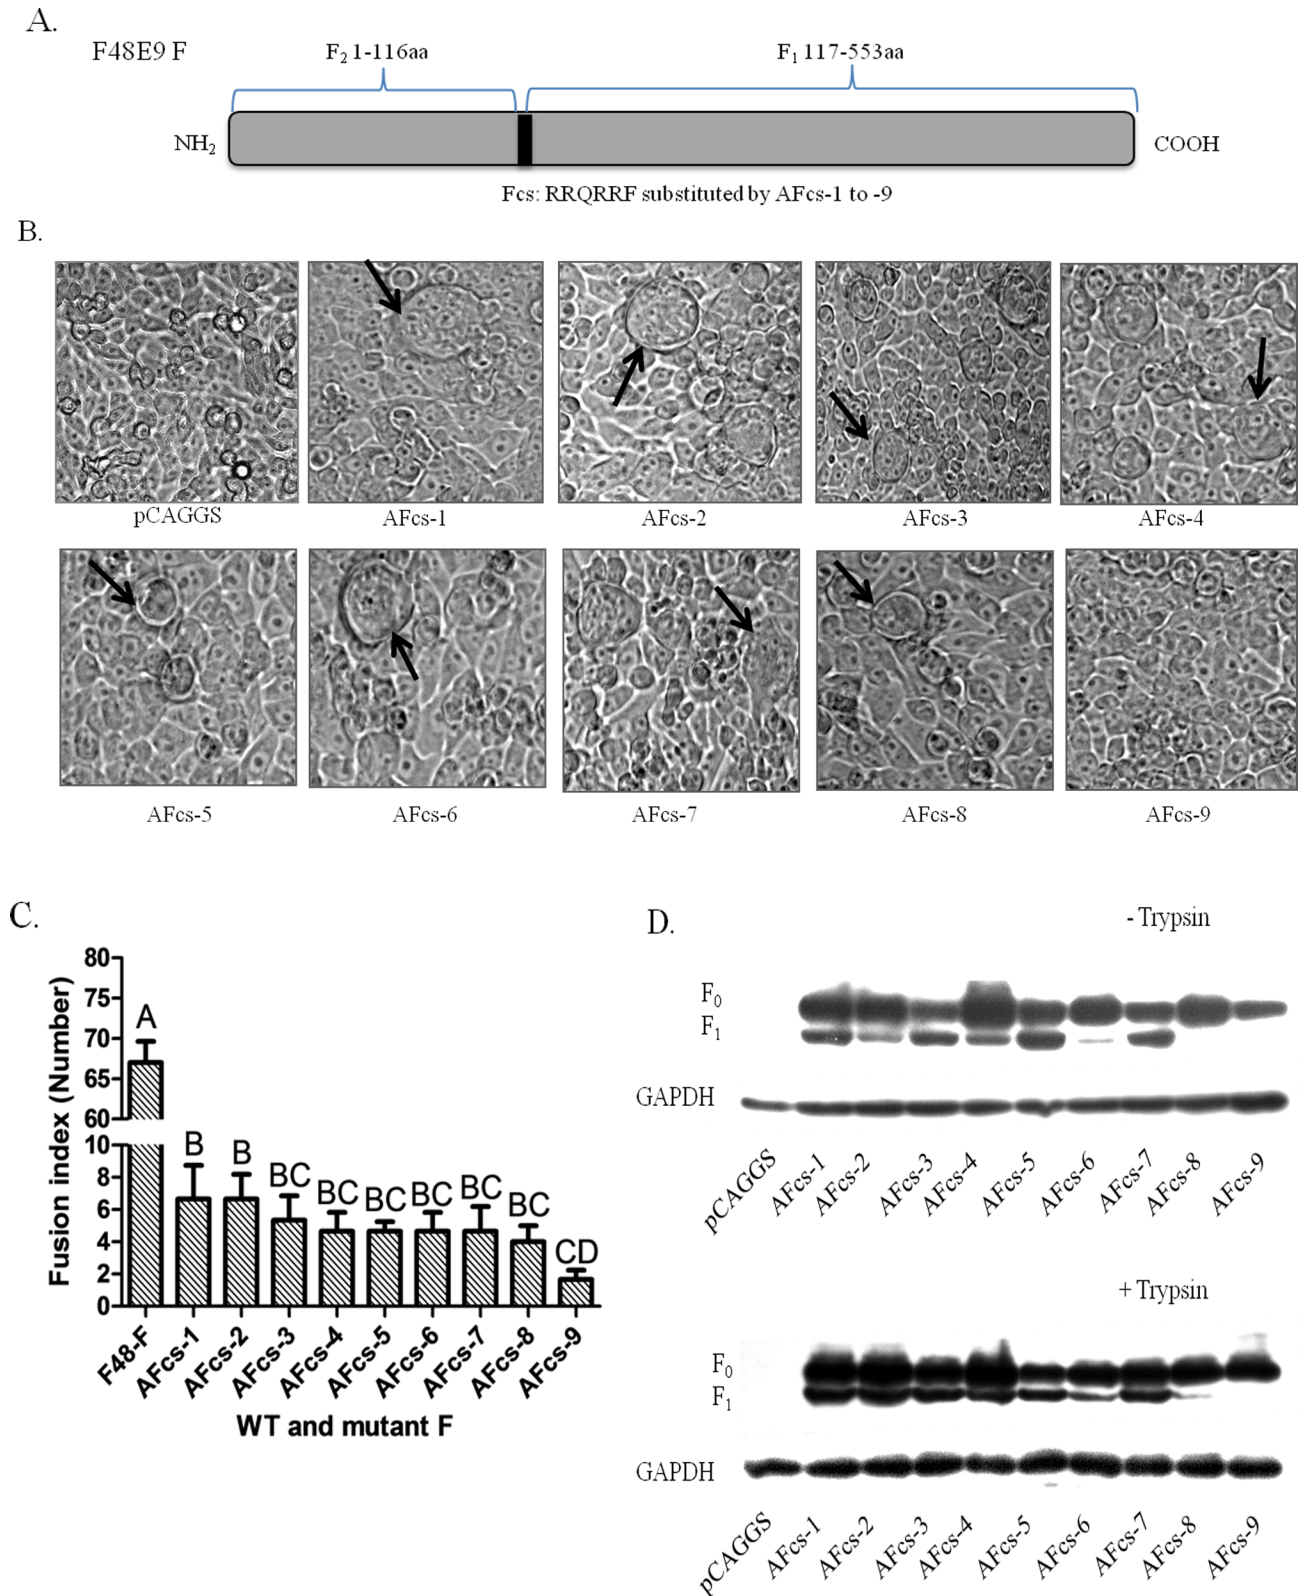 A.
F48E9 F
F2 1-116aa
F1 117-553aa
NH2
COOH
Fcs: RRQRRF substituted by AFcs-1 to -9
B.
pCAGGS
AFcs-1
AFcs-2
AFcs-3
AFcs-4
AFcs-5
AFcs-6
AFcs-7
AFcs-8
AFcs-9
C.
Fusion index (Number)
80
75
70
65
60
10
8
6
4
2
0
A
B
B
BC
BC
BC
BC
BC
BC
CD
F48-F
AFcs-1
AFcs-2
AFcs-3
AFcs-4
AFcs-5
AFcs-6
AFcs-7
AFcs-8
AFcs-9
WT and mutant F
D.
- Trypsin
F0
F1
GAPDH
pCAGGS
AFcs-1
AFcs-2
AFcs-3
AFcs-4
AFcs-5
AFcs-6
AFcs-7
AFcs-8
AFcs-9
+ Trypsin
F0
F1
GAPDH
pCAGGS
AFcs-1
AFcs-2
AFcs-3
AFcs-4
AFcs-5
AFcs-6
AFcs-7
AFcs-8
AFcs-9